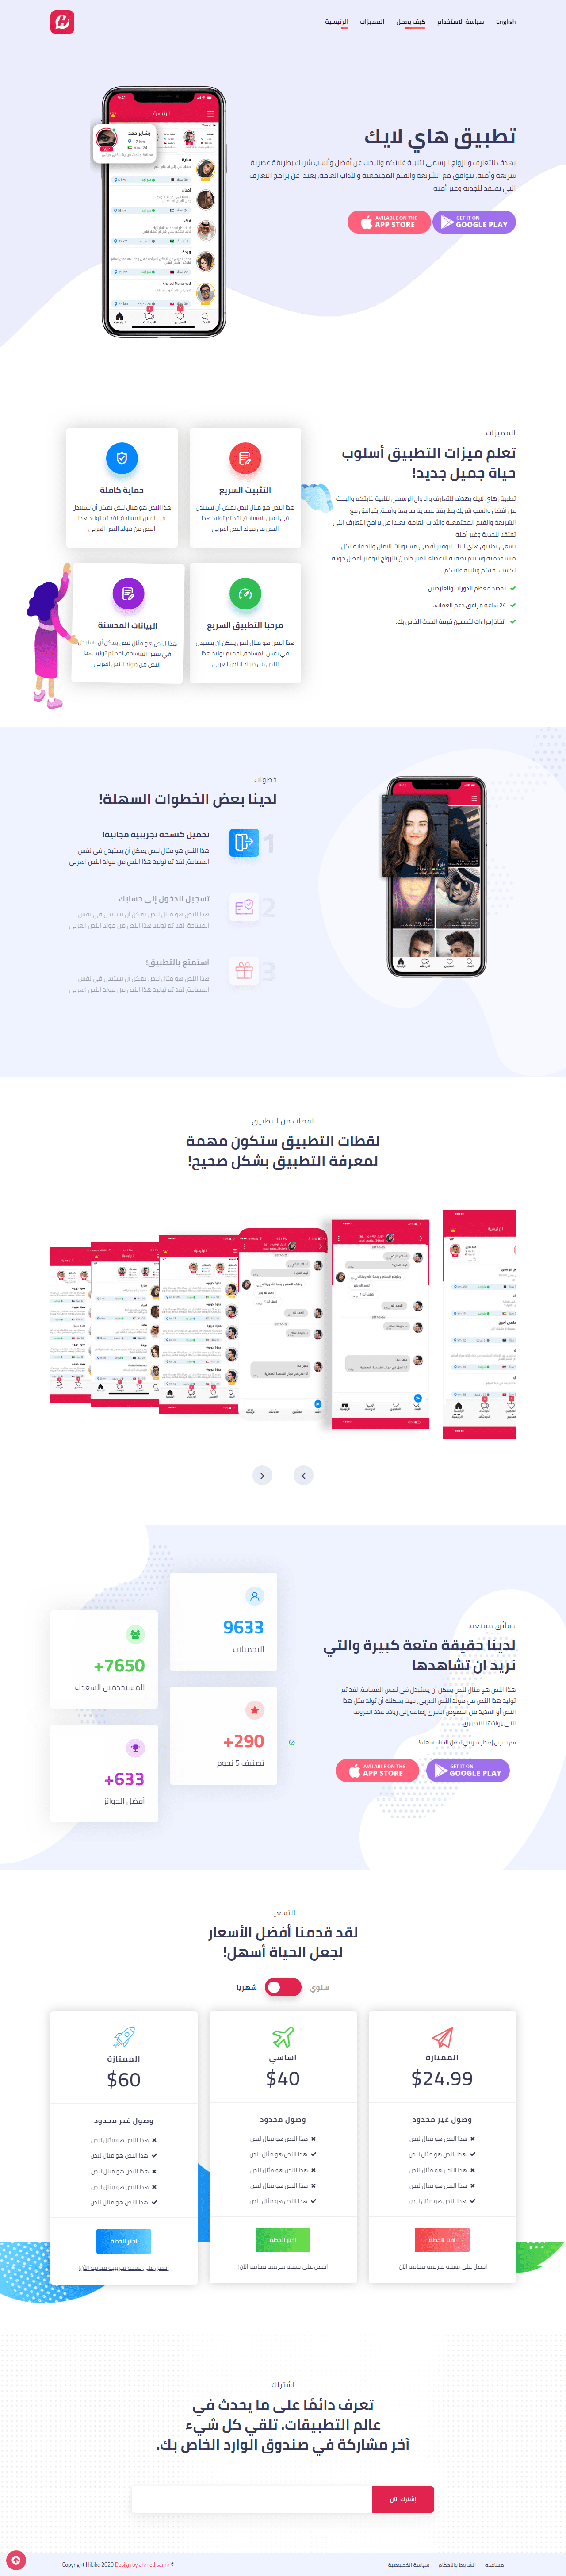 الرئيسية
المميزات
كيف يعمل
سياسة الاستخدام
English
تطبيق هاي لايك
يهدف للتعارف والزواج الرسمي لتلبية غاياتكم والبحث عن أفضل وأنسب شريك بطريقة عصرية
سريعة وآمنة, يتوافق مع الشريعة والقيم المجتمعية والآداب العامة, بعيدا عن برامج التعارف
التي تفتقد للجدية وغير آمنة
GET IT ON
GOOGLE PLAY
AVILABLE ON THE
APP STORE
الرئيسية
بشاير حمد
سارة
لمياء
فهد
وردة
Khaled Mohamed
المميزات
تعلم ميزات التطبيق أسلوب
حياة جميل جديد!
تطبيق هاي لايك يهدف للتعارف والزواج الرسمي لتلبية غاياتكم والبحث
عن أفضل وأنسب شريك بطريقة عصرية سريعة وآمنة, يتوافق مع
الشريعة والقيم المجتمعية والآداب العامة, بعيدا عن برامج التعارف التي
تفتقد للجدية وغير آمنة.
يسعى تطبيق هاي لايك لتوفير أقصى مستويات الامان والحماية لكل
مستخدميه وسيتم تصفية الاعضاء الغير جادين بالزواج لتوفير أفضل جودة
لكسب ثقتكم وتلبية غايتكم.
تحديد معظم الدورات والعارضين .
24 ساعة مرافق دعم العملاء.
اتخاذ إجراءات لتحسين قيمة التحدث الخاص بك.
التثبيت السريع
هذا النص هو مثال لنص يمكن أن يستبدل
في نفس المساحة, لقد تم توليد هذا
النص من مولد النص العربى
حماية كاملة
هذا النص هو مثال لنص يمكن أن يستبدل
في نفس المساحة, لقد تم توليد هذا
النص من مولد النص العربى
مرحبا التطبيق السريع
هذا النص هو مثال لنص يمكن أن يستبدل
في نفس المساحة, لقد تم توليد هذا
النص من مولد النص العربى
البيانات المحسنة
هذا النص هو مثال لنص يمكن أن يستبدل
في نفس المساحة, لقد تم توليد هذا
النص من مولد النص العربى
خطوات
لدينا بعض الخطوات السهلة!
1
تحميل كنسخة تجريبية مجانية!
هذا النص هو مثال لنص يمكن أن يستبدل في نفس
المساحة, لقد تم توليد هذا النص من مولد النص العربى
2
تسجيل الدخول إلى حسابك
هذا النص هو مثال لنص يمكن أن يستبدل في نفس
المساحة, لقد تم توليد هذا النص من مولد النص العربى
3
استمتع بالتطبيق!
هذا النص هو مثال لنص يمكن أن يستبدل في نفس
المساحة, لقد تم توليد هذا النص من مولد النص العربى
لقطات من التطبيق
لقطات التطبيق ستكون مهمة
لمعرفة التطبيق بشكل صحيح!
حقائق ممتعة.
لدينا حقيقة متعة كبيرة والتي
نريد ان تشاهدها
هذا النص هو مثال لنص يمكن أن يستبدل في نفس المساحة, لقد تم
توليد هذا النص من مولد النص العربى, حيث يمكنك أن تولد مثل هذا
النص أو العديد من النصوص الأخرى إضافة إلى زيادة عدد الحروف
التى يولدها التطبيق.
قم بتنزيل إصدار تجريبي لجعل الحياة سهلة!
GET IT ON
GOOGLE PLAY
AVILABLE ON THE
APP STORE
9633
التحميلات
+7650
المستخدمين السعداء
+290
تصنيف 5 نجوم
+633
أفضل الجوائز
التسعير
لقد قدمنا أفضل الأسعار
لجعل الحياة أسهل!
سنوي
شهريا
الممتازة
$24.99
وصول غير محدود
هذا النص هو مثال لنص
هذا النص هو مثال لنص
هذا النص هو مثال لنص
هذا النص هو مثال لنص
هذا النص هو مثال لنص
اختر الخطة
احصل على نسخة تجريبية مجانية الآن!
اساسي
$40
وصول محدود
هذا النص هو مثال لنص
هذا النص هو مثال لنص
هذا النص هو مثال لنص
هذا النص هو مثال لنص
هذا النص هو مثال لنص
اختر الخطة
احصل على نسخة تجريبية مجانية الآن!
الممتازة
$60
وصول غير محدود
هذا النص هو مثال لنص
هذا النص هو مثال لنص
هذا النص هو مثال لنص
هذا النص هو مثال لنص
هذا النص هو مثال لنص
اختر الخطة
احصل على نسخة تجريبية مجانية الآن!
اشتراك
تعرف دائمًا على ما يحدث في
عالم التطبيقات. تلقي كل شيء
آخر مشاركة في صندوق الوارد الخاص بك.
إشترك الآن
مساعدة
الشروط والأحكام
سياسة الخصوصية
Copyright HiLike 2020 Design by ahmed samir ©